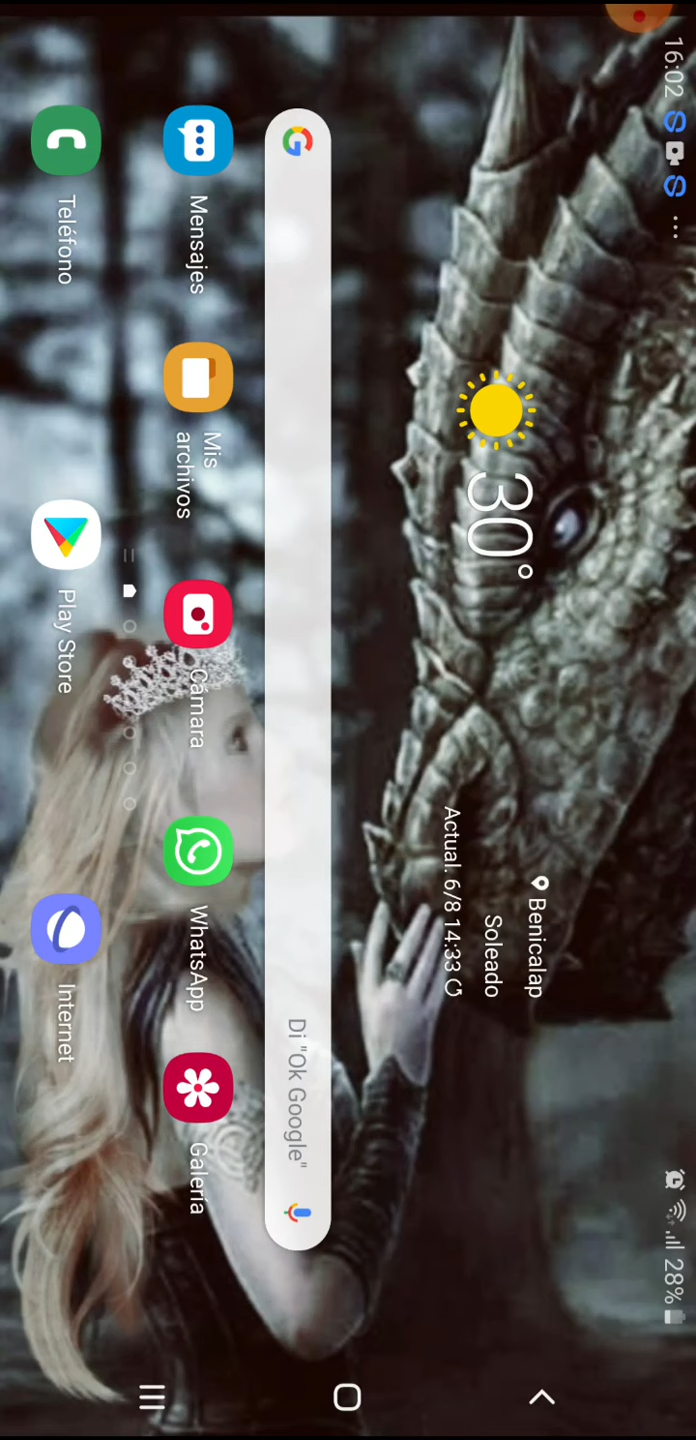 16:02
28%
30°
Benicalap
Soleado
Actual. 6/8 14:33
Di "Ok Google"
Mensajes
Mis
archivos
Cámara
WhatsApp
Galería
Teléfono
Play Store
Internet